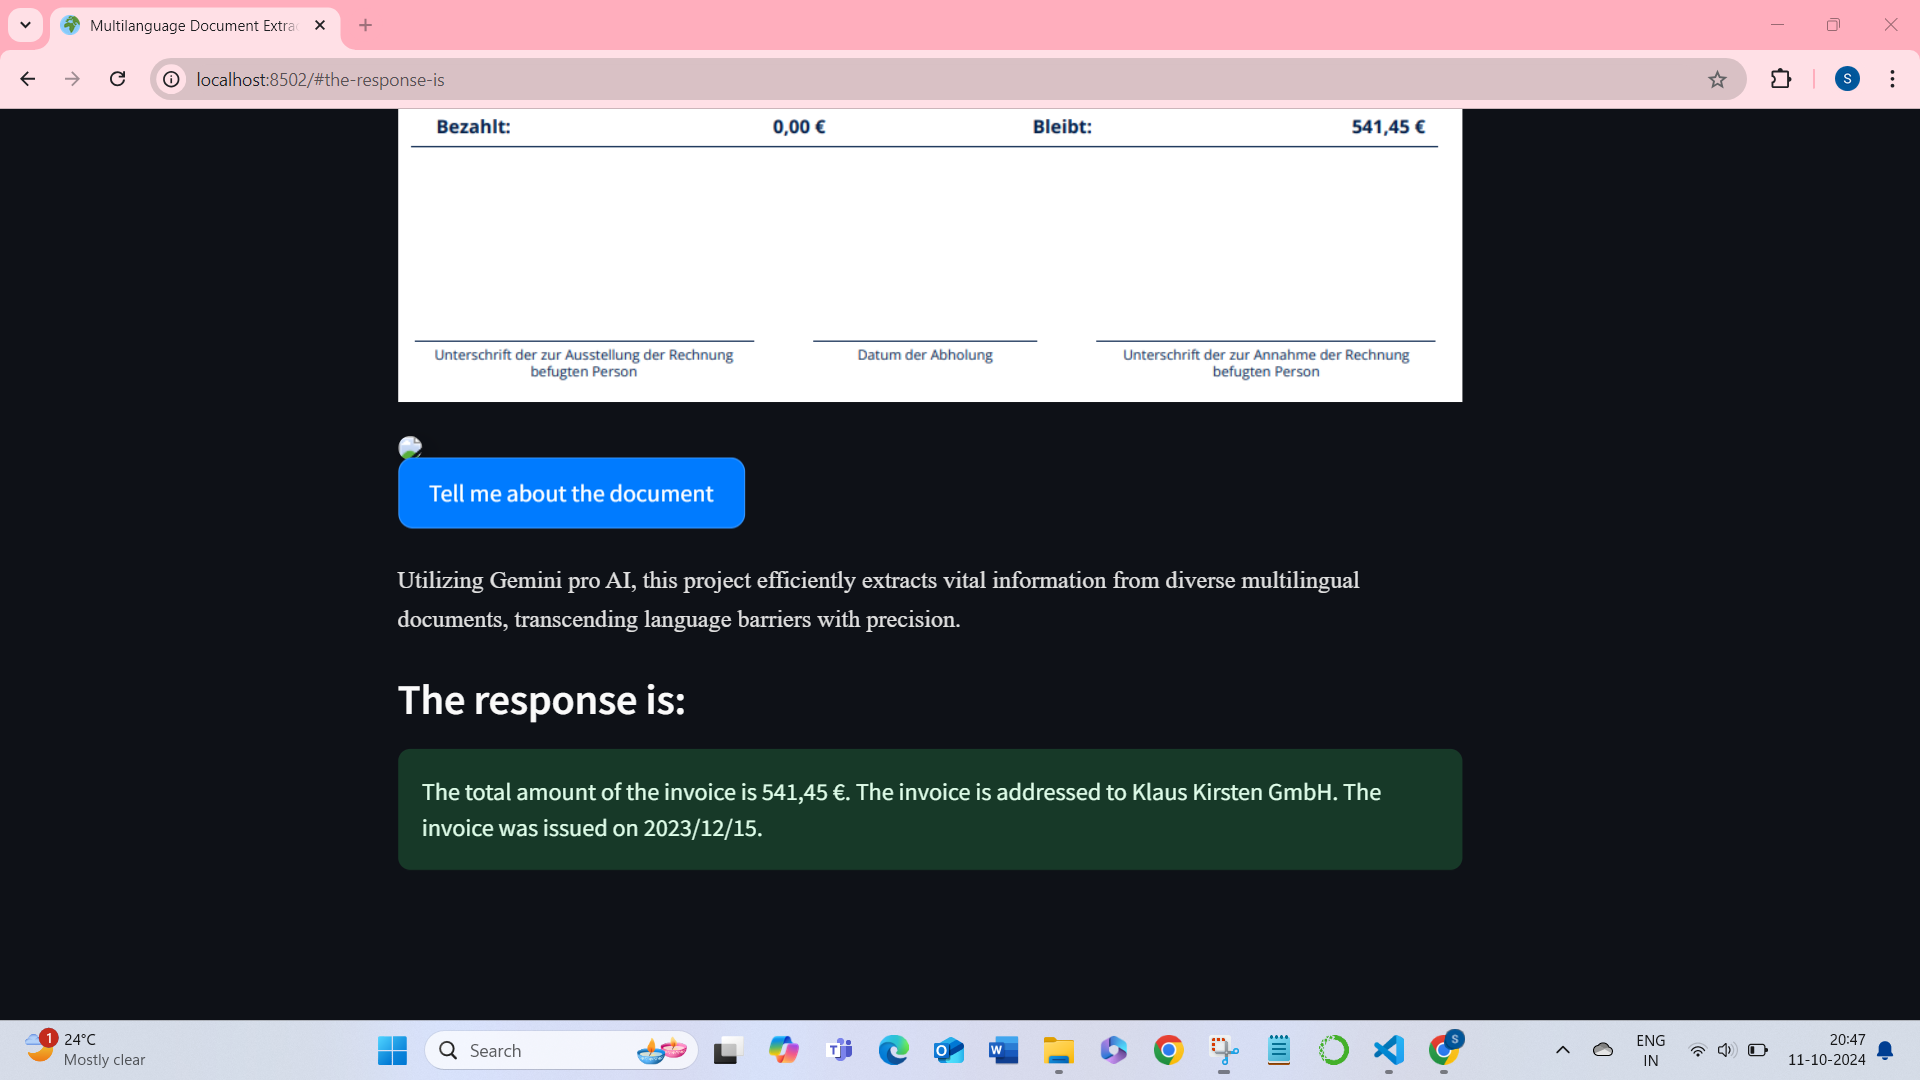 Multilanguage Document Extra
localhost:8502/#the-response-is
S
Bezahlt: 0,00 € Bleibt: 541,45 €
Unterschrift der zur Ausstellung der Rechnung
befugten Person
Datum der Abholung
Unterschrift der zur Annahme der Rechnung
befugten Person
Tell me about the document
Utilizing Gemini pro AI, this project efficiently extracts vital information from diverse multilingual
documents, transcending language barriers with precision.
The response is:
The total amount of the invoice is 541,45 €. The invoice is addressed to Klaus Kirsten GmbH. The
invoice was issued on 2023/12/15.
1
24°C
Mostly clear
Search
S
ENG
IN
20:47
11-10-2024